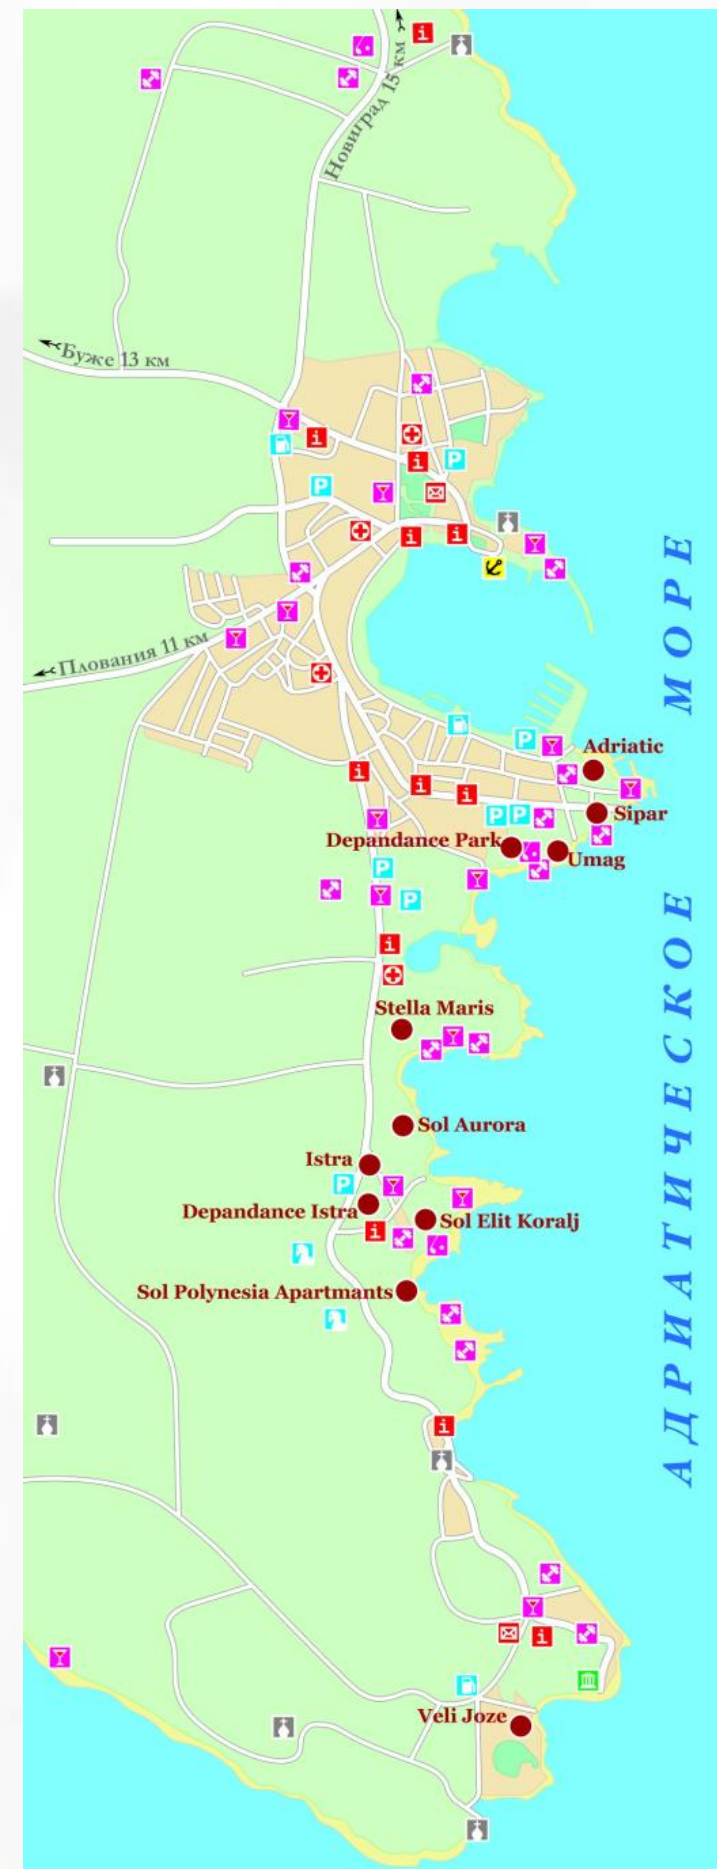 Новиград 15 км
Буже 13 км
Плования 11 км
МОРЕ
АДРИАТИЧЕСКОЕ
Adriatic
Sipar
Depandance Park
Umag
Stella Maris
Sol Aurora
Istra
Depandance Istra
Sol Elit Koralj
Sol Polynesia Apartmants
Veli Joze